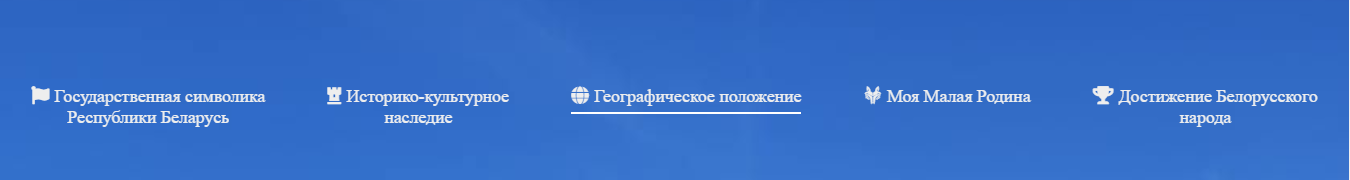 Государственная символика
Республики Беларусь
Историко-культурное
наследие
Географическое положение
Моя Малая Родина
Достижение Белорусского
народа